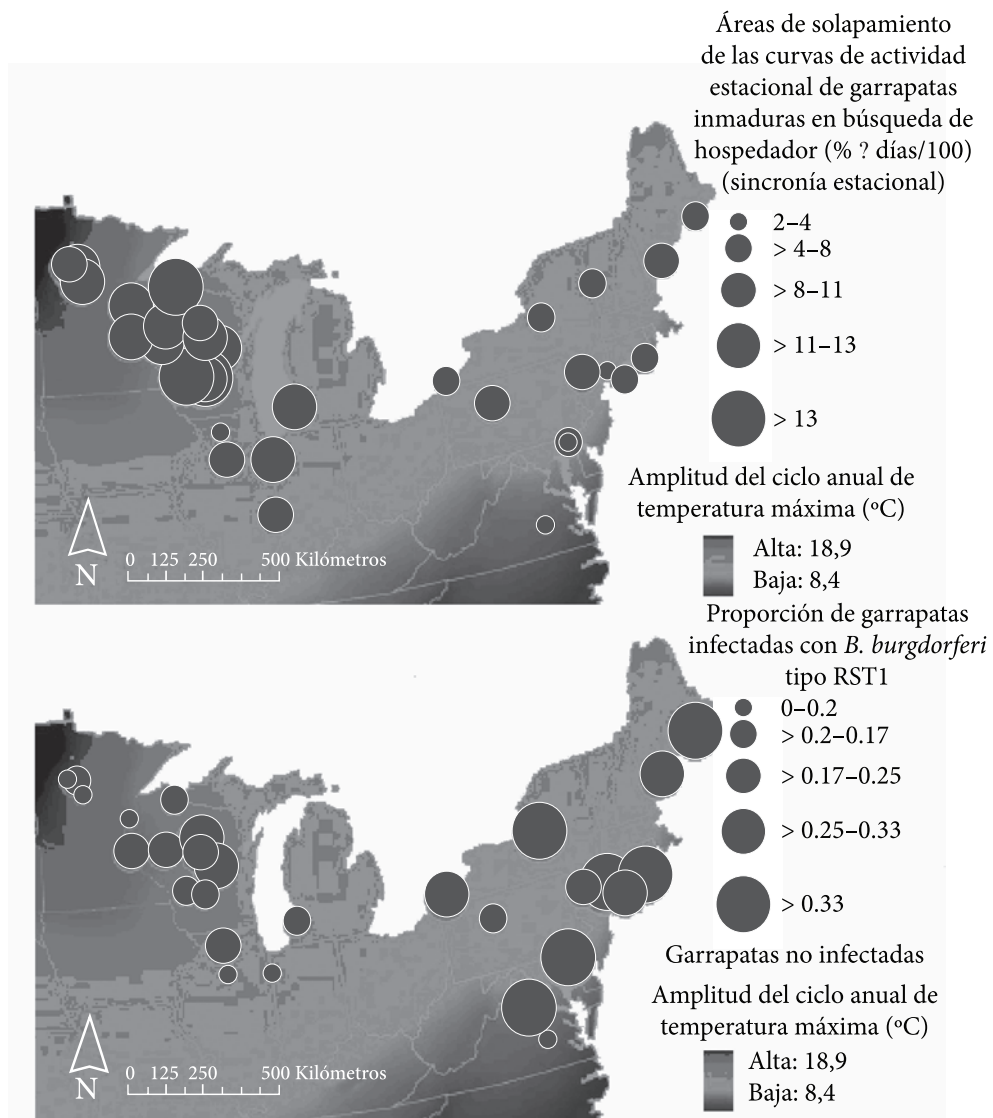 Áreas de solapamiento
de las curvas de actividad
estacional de garrapatas
inmaduras en búsqueda de
hospedador (% ? días/100)
(sincronía estacional)
2–4
> 4–8
> 8–11
> 11–13
> 13
Amplitud del ciclo anual de
temperatura máxima (ºC)
Alta: 18,9
Baja: 8,4
N
0 125 250 500 Kilómetros
Proporción de garrapatas
infectadas con B. burgdorferi
tipo RST1
0–0.2
> 0.2–0.17
> 0.17–0.25
> 0.25–0.33
> 0.33
Garrapatas no infectadas
Amplitud del ciclo anual de
temperatura máxima (ºC)
Alta: 18,9
Baja: 8,4
N
0 125 250 500 Kilómetros